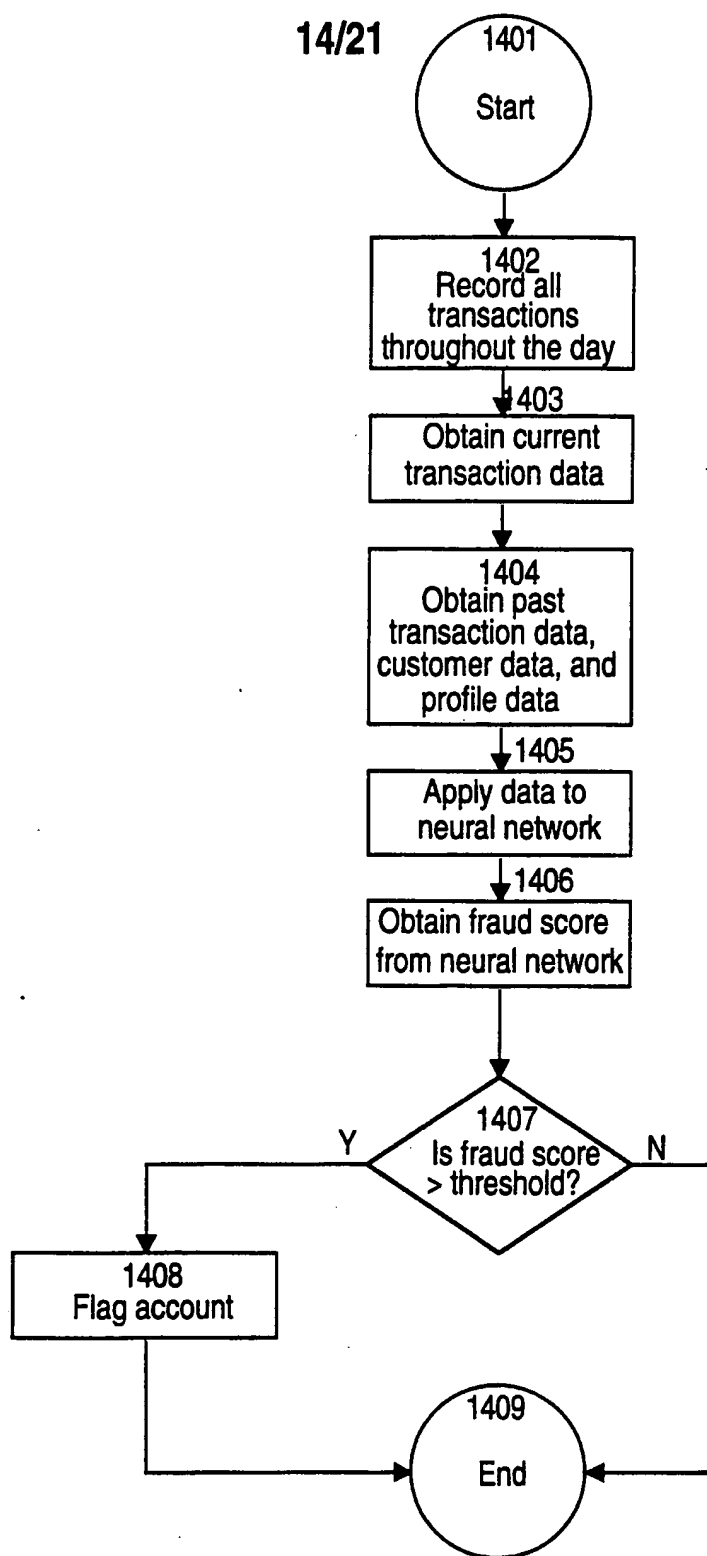 14/21
1401
Start
1402
Record all
transactions
throughout the day
1403
Obtain current
transaction data
1404
Obtain past
transaction data,
customer data, and
profile data
1405
Apply data to
neural network
1406
Obtain fraud score
from neural network
1407
Is fraud score
> threshold?
Y
N
1408
Flag account
1409
End